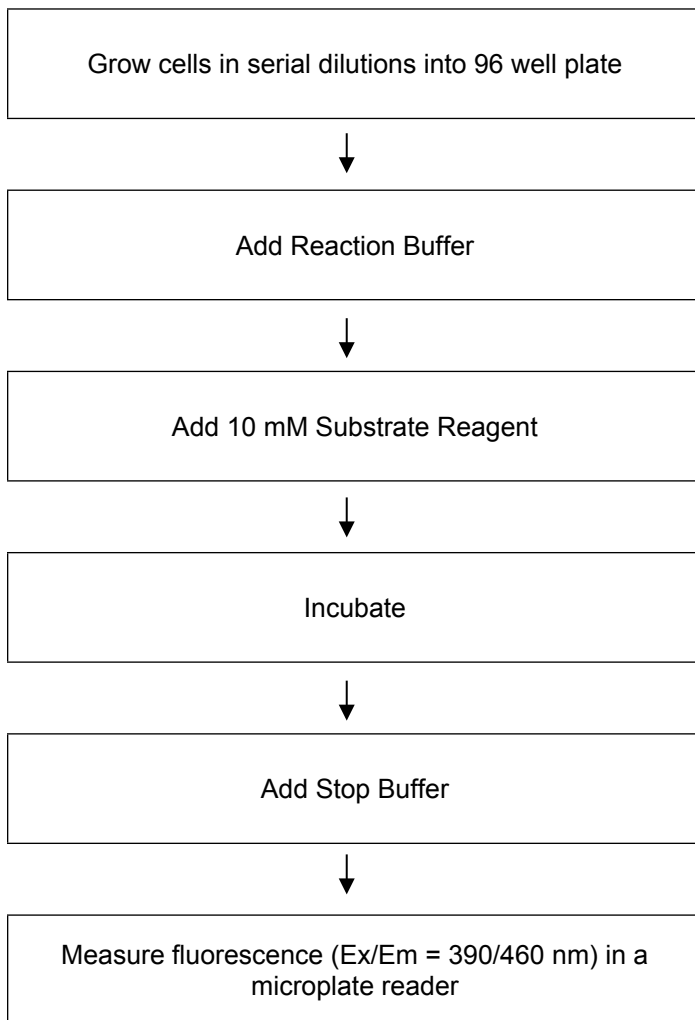 Grow cells in serial dilutions into 96 well plate
Add Reaction Buffer
Add 10 mM Substrate Reagent
Incubate
Add Stop Buffer
Measure fluorescence (Ex/Em = 390/460 nm) in a
microplate reader